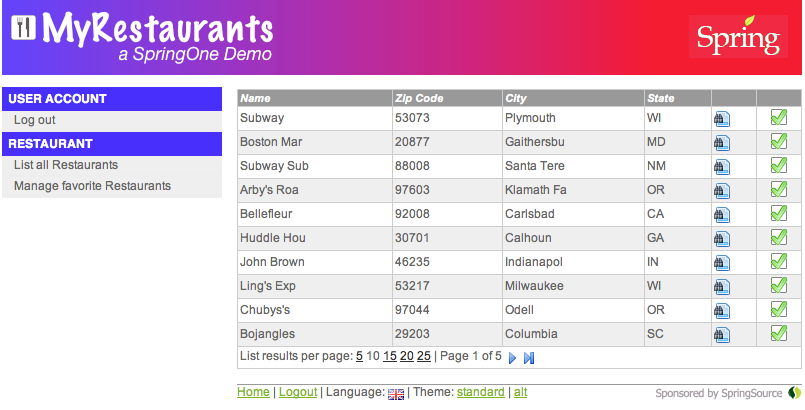 MyRestaurants
a SpringOne Demo
Spring
USER ACCOUNT
Log out
RESTAURANT
List all Restaurants
Manage favorite Restaurants
Name Zip Code City State
Subway 53073 Plymouth WI
Boston Mar 20877 Gaithersbu MD
Subway Sub 88008 Santa Tere NM
Arby's Roa 97603 Klamath Fa OR
Bellefleur 92008 Carlsbad CA
Huddle Hou 30701 Calhoun GA
John Brown 46235 Indianapol IN
Ling's Exp 53217 Milwaukee WI
Chubys's 97044 Odell OR
Bojangles 29203 Columbia SC
List results per page: 5 10 15 20 25 | Page 1 of 5
Home | Logout | Language: | Theme: standard | alt
Sponsored by SpringSource